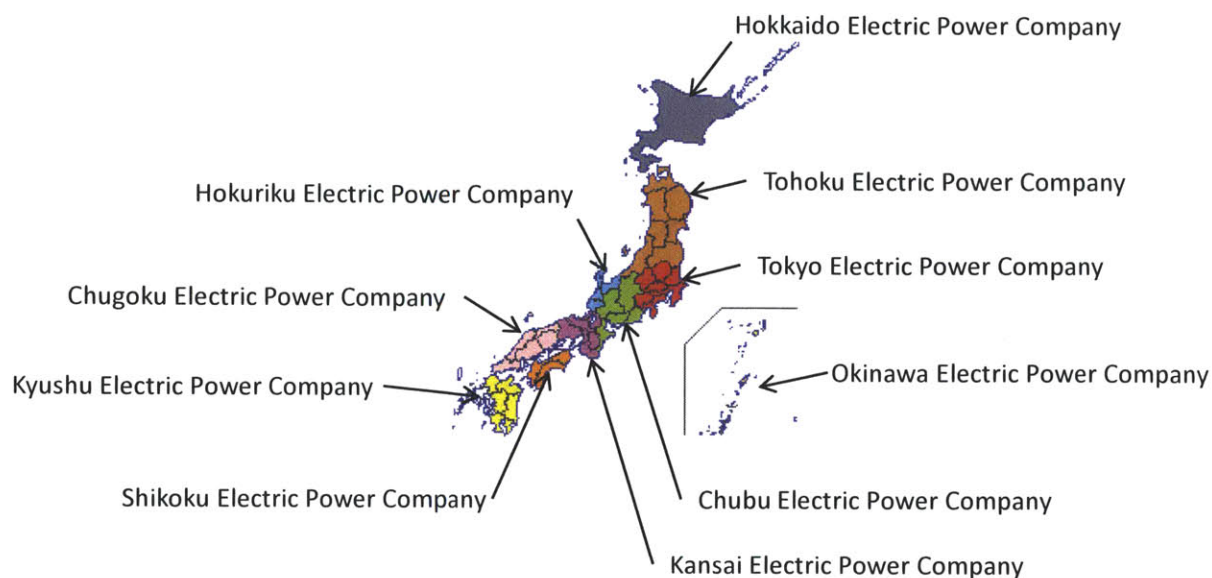 Hokkaido Electric Power Company
Tohoku Electric Power Company
Hokuriku Electric Power Company
Tokyo Electric Power Company
Chugoku Electric Power Company
Okinawa Electric Power Company
Kyushu Electric Power Company
Shikoku Electric Power Company
Chubu Electric Power Company
Kansai Electric Power Company